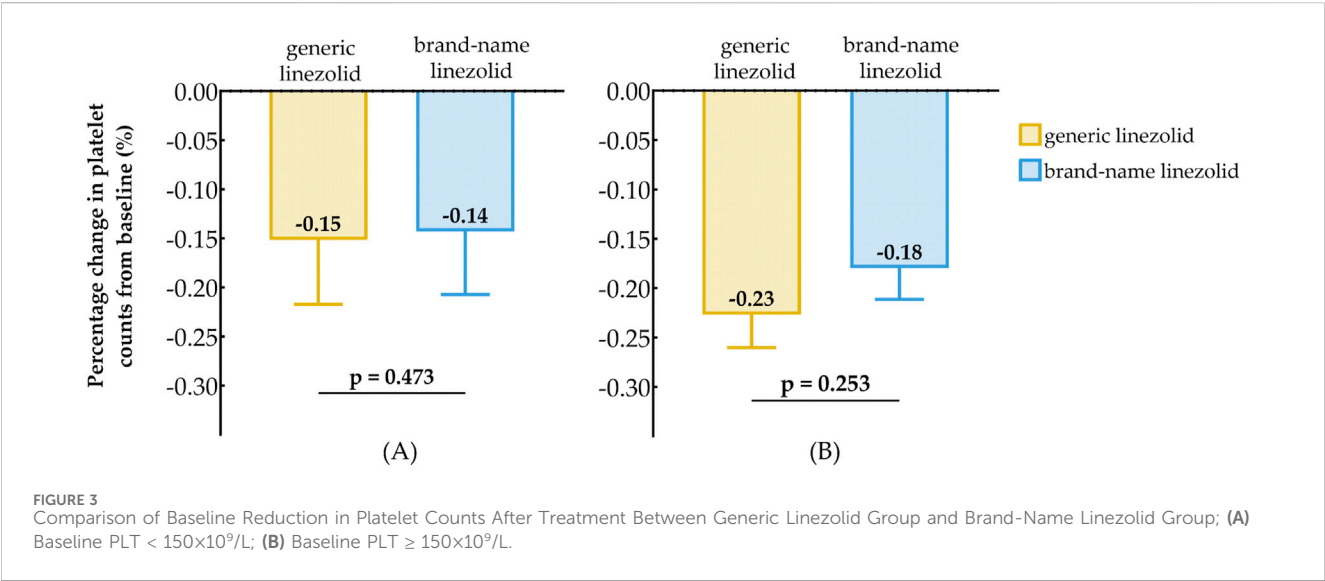 generic
linezolid
brand-name
linezolid
0.00
-0.05
-0.10
-0.15
-0.20
-0.25
-0.30
Percentage change in platelet
counts from baseline (%)
-0.15
-0.14
p = 0.473
(A)
generic
linezolid
brand-name
linezolid
0.00
-0.05
-0.10
-0.15
-0.20
-0.25
-0.30
-0.23
-0.18
p = 0.253
(B)
generic linezolid
brand-name linezolid
FIGURE 3
Comparison of Baseline Reduction in Platelet Counts After Treatment Between Generic Linezolid Group and Brand-Name Linezolid Group; (A)
Baseline PLT < 150×10⁹/L; (B) Baseline PLT ≥ 150×10⁹/L.